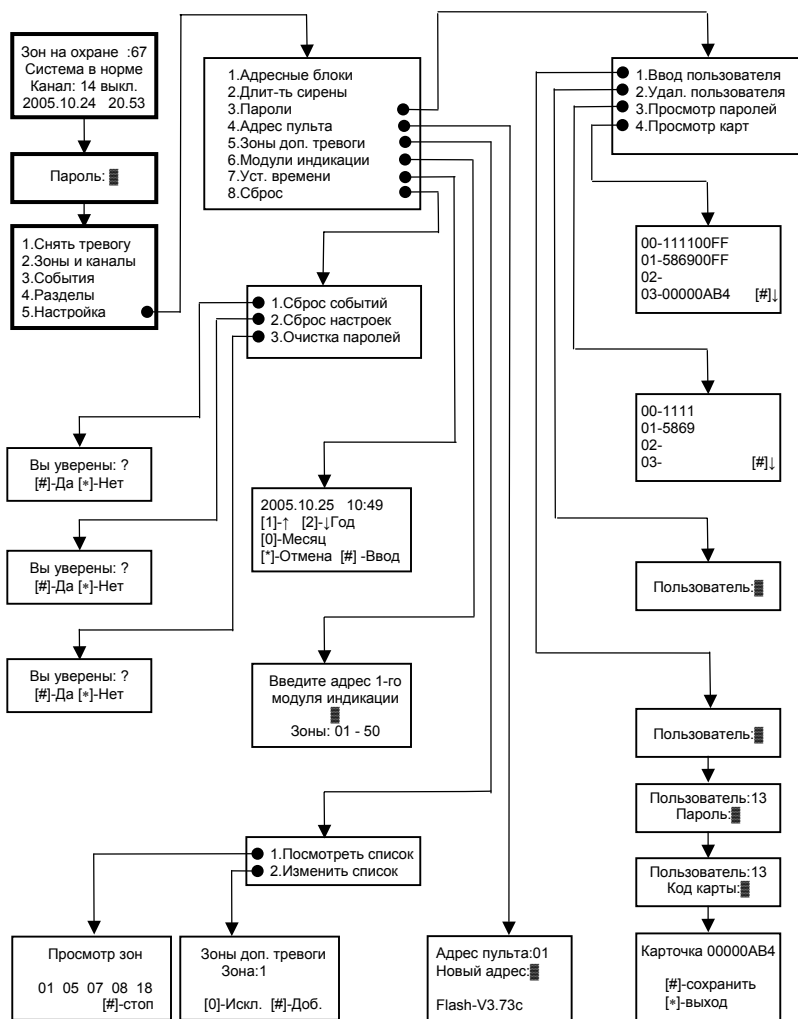 Зон на охране :67
Система в норме
Канал: 14 выкл.
2005.10.24 20.53
Пароль:
1.Снять тревогу
2.Зоны и каналы
3.События
4.Разделы
5.Настройка
1.Адресные блоки
2.Длит-ть сирены
3.Пароли
4.Адрес пульта
5.Зоны доп. тревоги
6.Модули индикации
7.Уст. времени
8.Сброс
1.Ввод пользователя
2.Удал. пользователя
3.Просмотр паролей
4.Просмотр карт
00-111100FF
01-586900FF
02-
03-00000AB4 [#]↓
1.Сброс событий
2.Сброс настроек
3.Очистка паролей
00-1111
01-5869
02-
03- [#]↓
Вы уверены: ?
[#]-Да [*]-Нет
2005.10.25 10:49
[1]-↑ [2]-↓Год
[0]-Месяц
[*]-Отмена [#] -Ввод
Вы уверены: ?
[#]-Да [*]-Нет
Пользователь:
Вы уверены: ?
[#]-Да [*]-Нет
Введите адрес 1-го
модуля индикации
Зоны: 01 - 50
Пользователь:
Пользователь:13
Пароль:
1.Посмотреть список
2.Изменить список
Пользователь:13
Код карты:
Просмотр зон
01 05 07 08 18
[#]-стоп
Зоны доп. тревоги
Зона:1
[0]-Искл. [#]-Доб.
Адрес пульта:01
Новый адрес:
Flash-V3.73c
Карточка 00000AB4
[#]-сохранить
[*]-выход